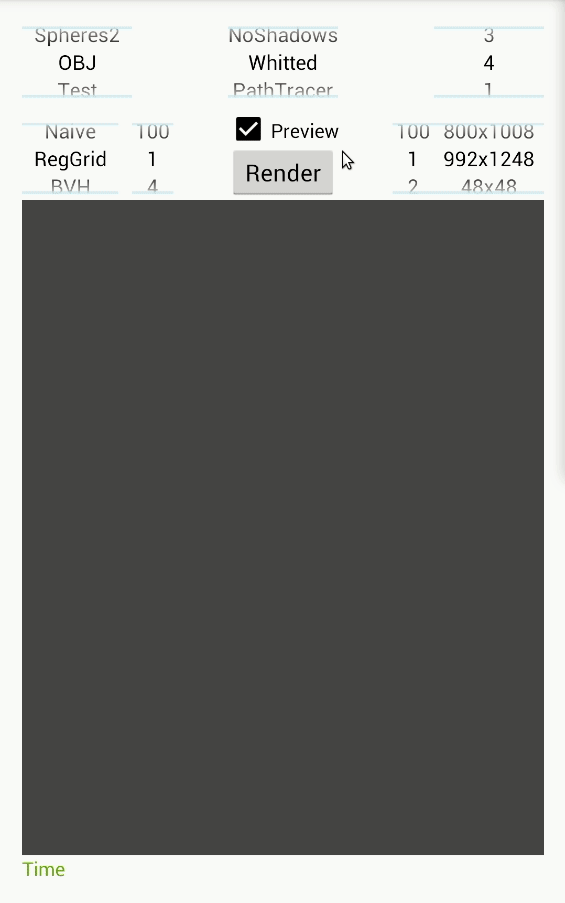 Spheres2 NoShadows 3
OBJ Whitted 4
Test PathTracer 1
Naive 100 Preview 100 800x1008
RegGrid 1 Render 1 992x1248
BVH 4 2 48x48
Time